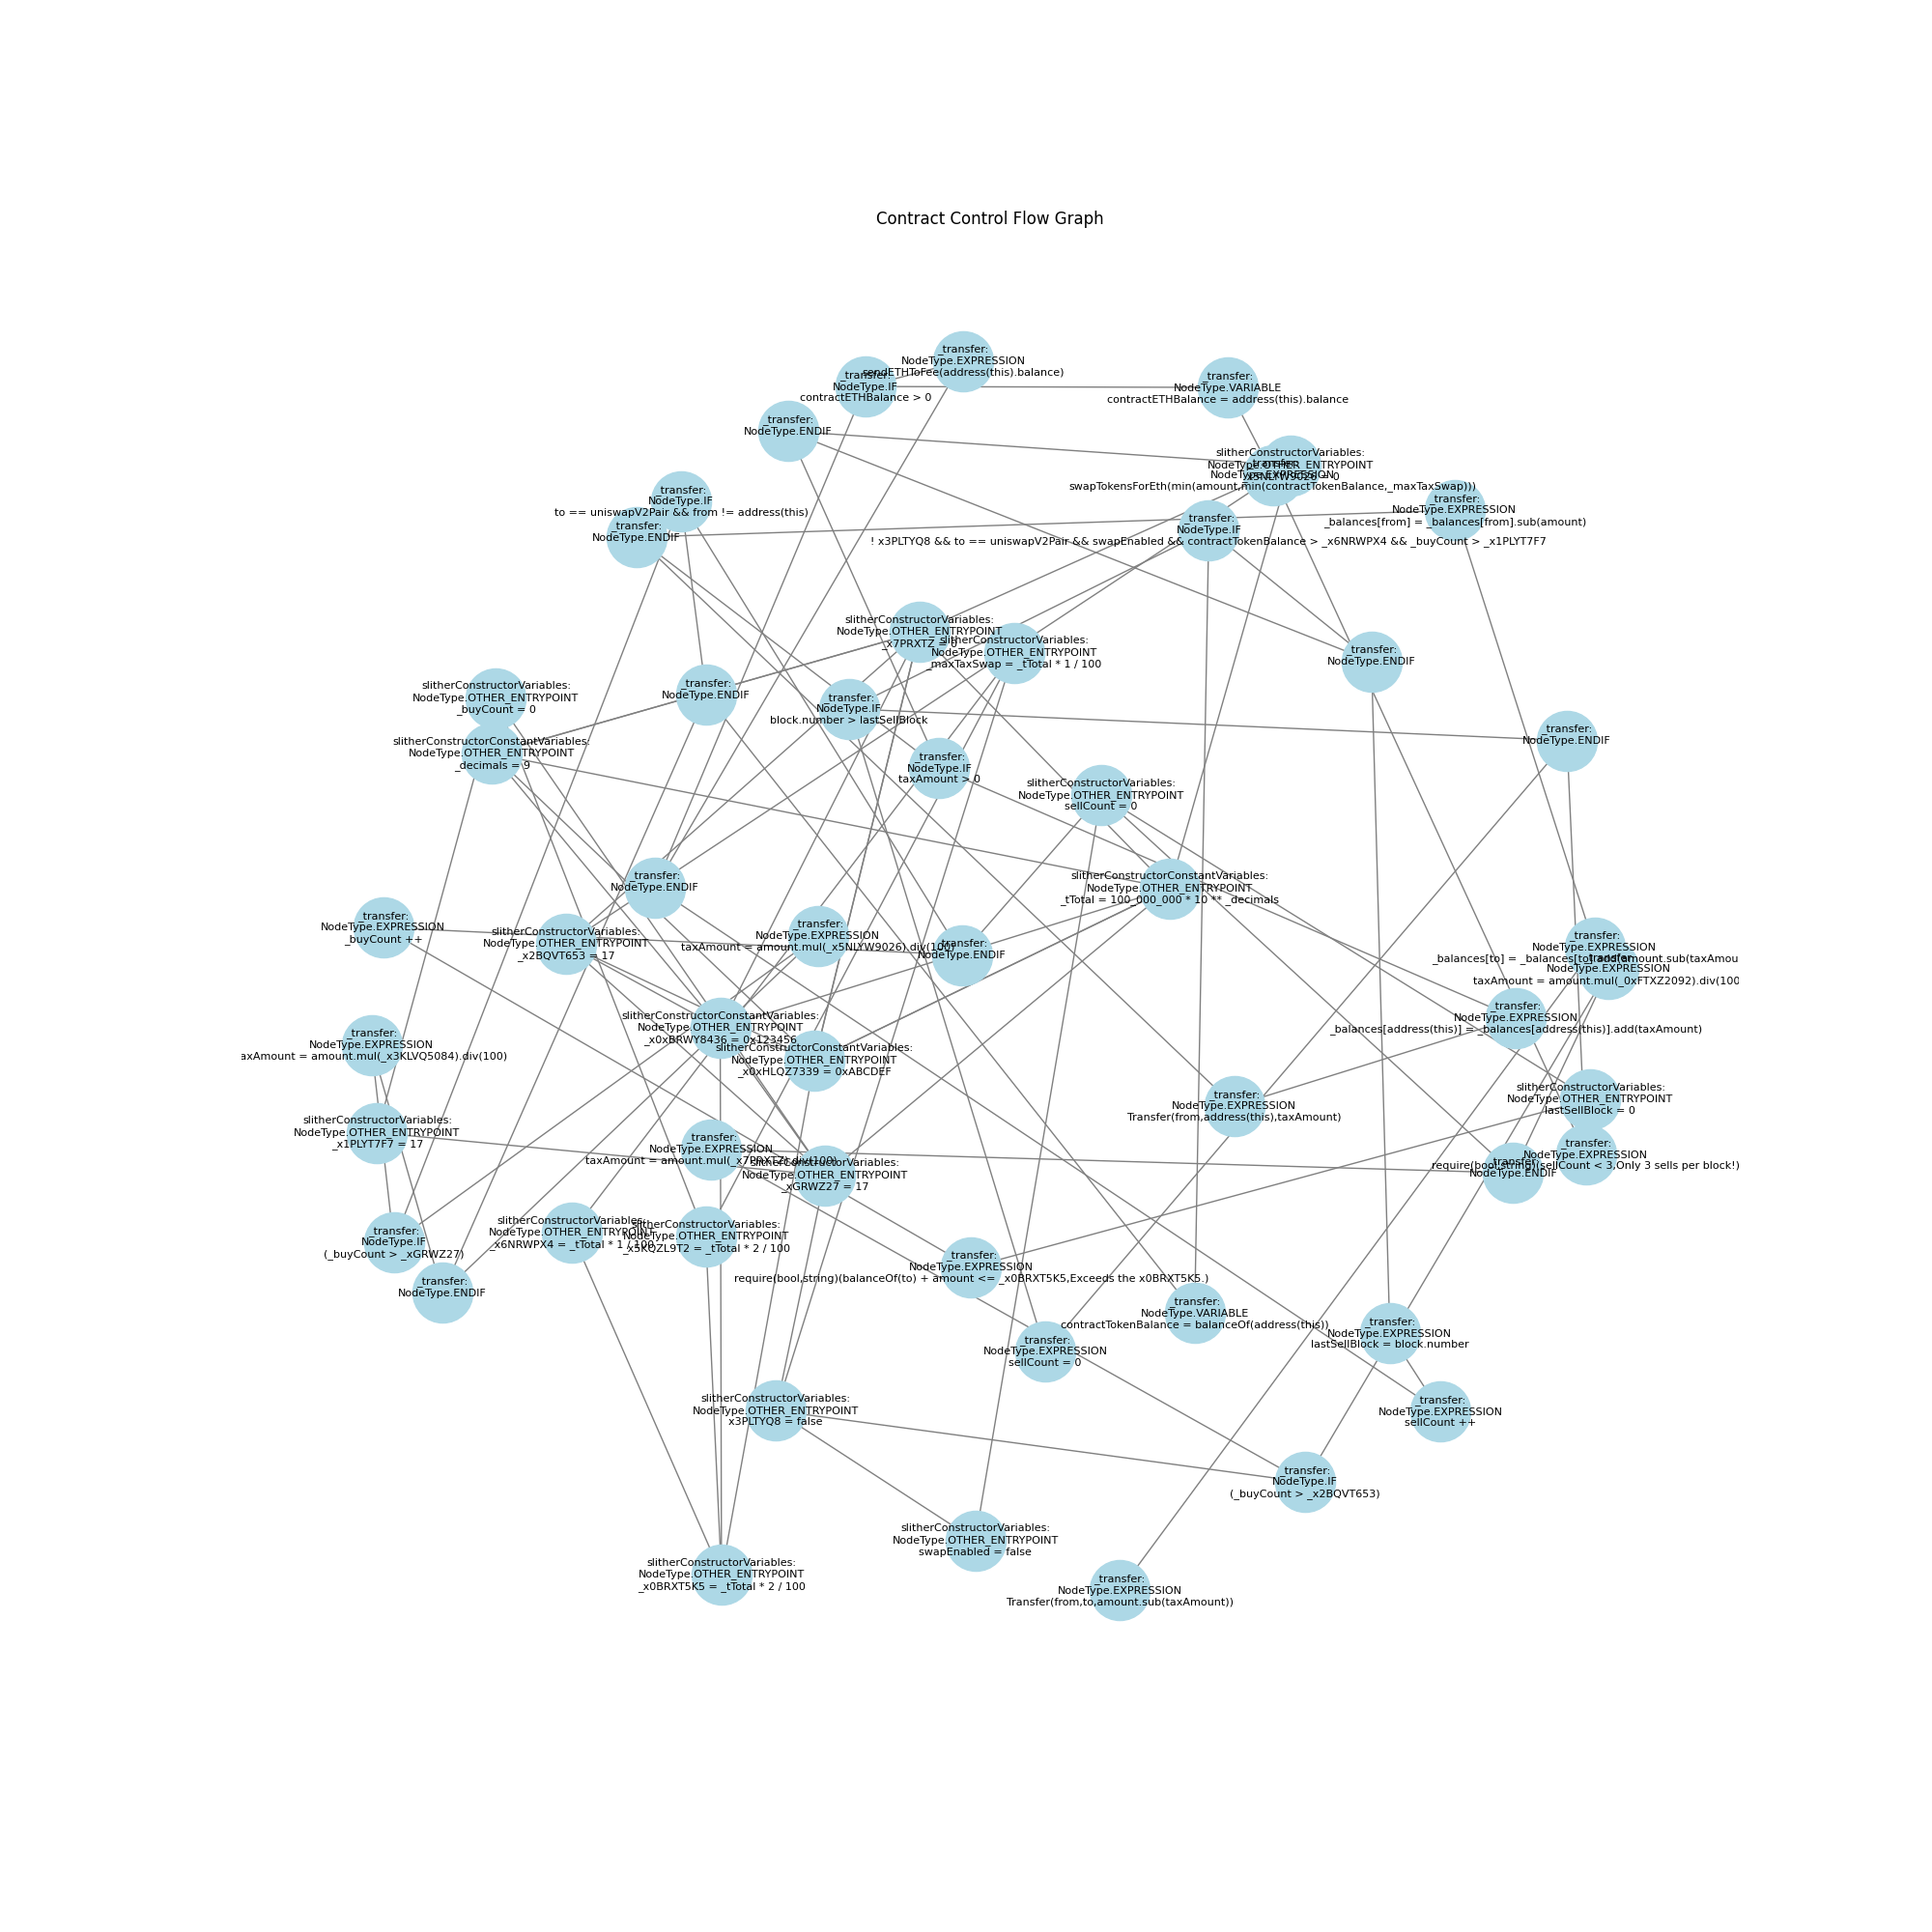 Contract Control Flow Graph
_transfer:
NodeType.EXPRESSION
sendETHToFee(address(this).balance)
_transfer:
NodeType.IF
contractETHBalance > 0
_transfer:
NodeType.VARIABLE
contractETHBalance = address(this).balance
_transfer:
NodeType.ENDIF
slitherConstructorVariables:
NodeType.OTHER_ENTRYPOINT
_x5NLYW9026 = 0
_transfer:
NodeType.EXPRESSION
swapTokensForEth(min(amount,min(contractTokenBalance,_maxTaxSwap)))
_transfer:
NodeType.IF
to == uniswapV2Pair && from != address(this)
_transfer:
NodeType.EXPRESSION
_balances[from] = _balances[from].sub(amount)
_transfer:
NodeType.ENDIF
_transfer:
NodeType.IF
! x3PLTYQ8 && to == uniswapV2Pair && swapEnabled && contractTokenBalance > _x6NRWPX4 && _buyCount > _x1PLYT7F7
slitherConstructorVariables:
NodeType.OTHER_ENTRYPOINT
_x7PRXTZ = 0
slitherConstructorVariables:
NodeType.OTHER_ENTRYPOINT
_maxTaxSwap = _tTotal * 1 / 100
_transfer:
NodeType.ENDIF
slitherConstructorVariables:
NodeType.OTHER_ENTRYPOINT
_buyCount = 0
_transfer:
NodeType.ENDIF
_transfer:
NodeType.IF
block.number > lastSellBlock
_transfer:
NodeType.ENDIF
slitherConstructorConstantVariables:
NodeType.OTHER_ENTRYPOINT
_decimals = 9
_transfer:
NodeType.IF
taxAmount > 0
slitherConstructorVariables:
NodeType.OTHER_ENTRYPOINT
sellCount = 0
_transfer:
NodeType.ENDIF
slitherConstructorConstantVariables:
NodeType.OTHER_ENTRYPOINT
_tTotal = 100_000_000 * 10 ** _decimals
_transfer:
NodeType.EXPRESSION
_buyCount ++
slitherConstructorVariables:
NodeType.OTHER_ENTRYPOINT
_x2BQVT653 = 17
_transfer:
NodeType.EXPRESSION
taxAmount = amount.mul(_x5NLYW9026).div(100)
_transfer:
NodeType.ENDIF
_transfer:
NodeType.EXPRESSION
_balances[to] = _balances[to].add(amount.sub(taxAmou
_transfer:
NodeType.EXPRESSION
taxAmount = amount.mul(_0xFTXZ2092).div(100
_transfer:
NodeType.EXPRESSION
_balances[address(this)] = _balances[address(this)].add(taxAmount)
slitherConstructorConstantVariables:
NodeType.OTHER_ENTRYPOINT
_x0xBRWY8436 = 0x123456
_transfer:
NodeType.EXPRESSION
axAmount = amount.mul(_x3KLVQ5084).div(100)
slitherConstructorConstantVariables:
NodeType.OTHER_ENTRYPOINT
_x0xHLQZ7339 = 0xABCDEF
slitherConstructorVariables:
NodeType.OTHER_ENTRYPOINT
lastSellBlock = 0
_transfer:
NodeType.EXPRESSION
Transfer(from,address(this),taxAmount)
slitherConstructorVariables:
NodeType.OTHER_ENTRYPOINT
_x1PLYT7F7 = 17
_transfer:
NodeType.EXPRESSION
taxAmount = amount.mul(_x7PRXTZ).div(100)
_transfer:
NodeType.EXPRESSION
require(bool,string)(sellCount < 3,Only 3 sells per block!)
slitherConstructorVariables:
NodeType.OTHER_ENTRYPOINT
_xGRWZ27 = 17
_transfer:
NodeType.ENDIF
_transfer:
NodeType.IF
(_buyCount > _xGRWZ27)
slitherConstructorVariables:
NodeType.OTHER_ENTRYPOINT
_x6NRWPX4 = _tTotal * 1 / 100
slitherConstructorVariables:
NodeType.OTHER_ENTRYPOINT
_x5KQZL9T2 = _tTotal * 2 / 100
_transfer:
NodeType.EXPRESSION
require(bool,string)(balanceOf(to) + amount <= _x0BRXT5K5,Exceeds the x0BRXT5K5.)
_transfer:
NodeType.ENDIF
_transfer:
NodeType.VARIABLE
contractTokenBalance = balanceOf(address(this))
_transfer:
NodeType.EXPRESSION
lastSellBlock = block.number
_transfer:
NodeType.EXPRESSION
sellCount = 0
slitherConstructorVariables:
NodeType.OTHER_ENTRYPOINT
x3PLTYQ8 = false
_transfer:
NodeType.EXPRESSION
sellCount ++
_transfer:
NodeType.IF
(_buyCount > _x2BQVT653)
slitherConstructorVariables:
NodeType.OTHER_ENTRYPOINT
swapEnabled = false
slitherConstructorVariables:
NodeType.OTHER_ENTRYPOINT
_x0BRXT5K5 = _tTotal * 2 / 100
_transfer:
NodeType.EXPRESSION
Transfer(from,to,amount.sub(taxAmount))